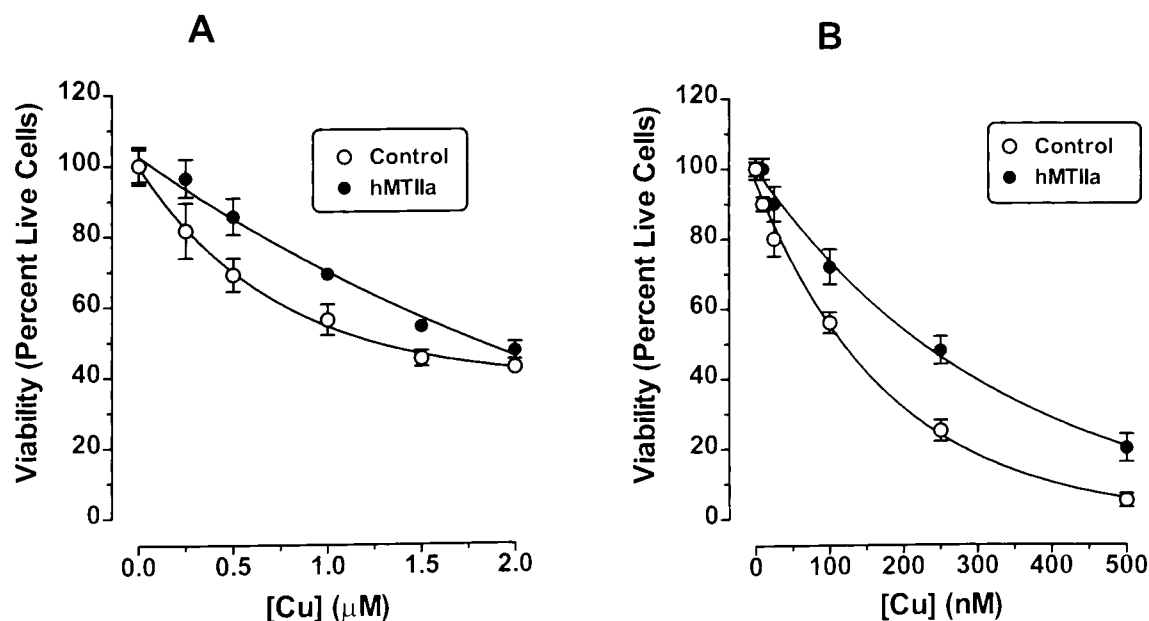 A
Viability (Percent Live Cells)
120
100
80
60
40
20
0
Control
hMTIIa
0.0 0.5 1.0 1.5 2.0
[Cu] (μM)
B
Viability (Percent Live Cells)
120
100
80
60
40
20
0
Control
hMTIIa
0 100 200 300 400 500
[Cu] (nM)